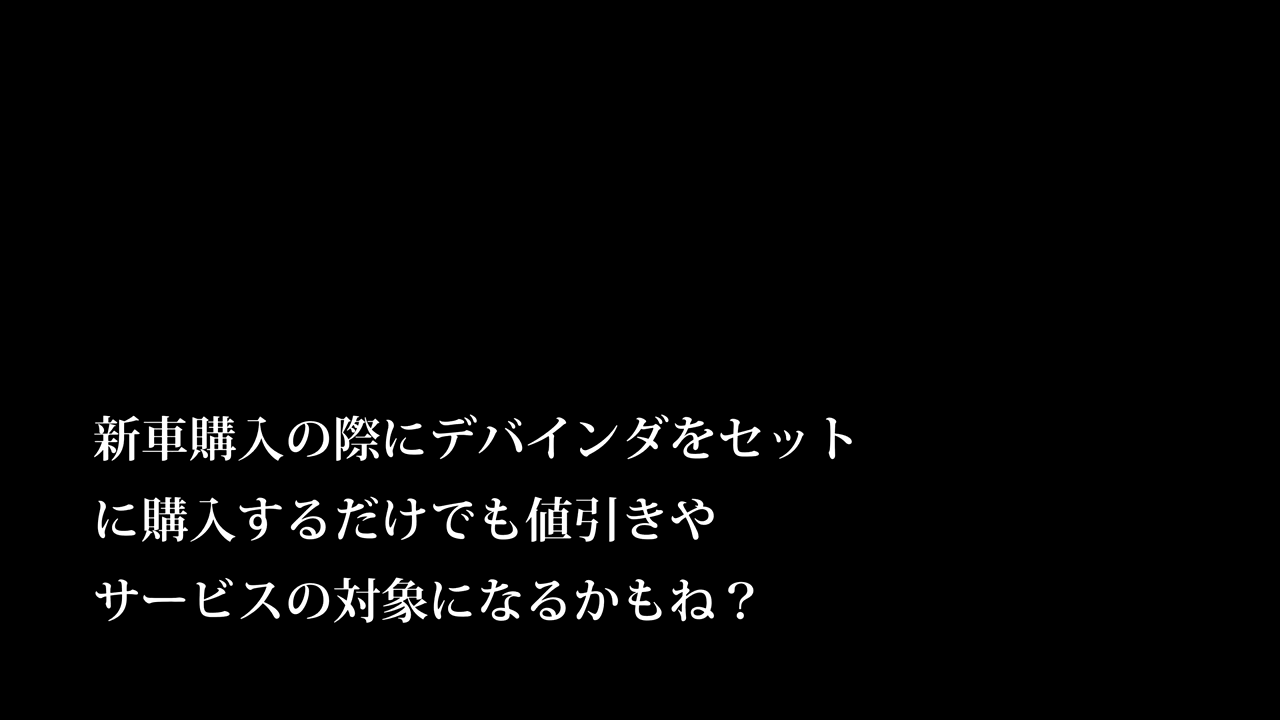 新車購入の際にデバインダをセット
に購入するだけでも値引きや
サービスの対象になるかもね？